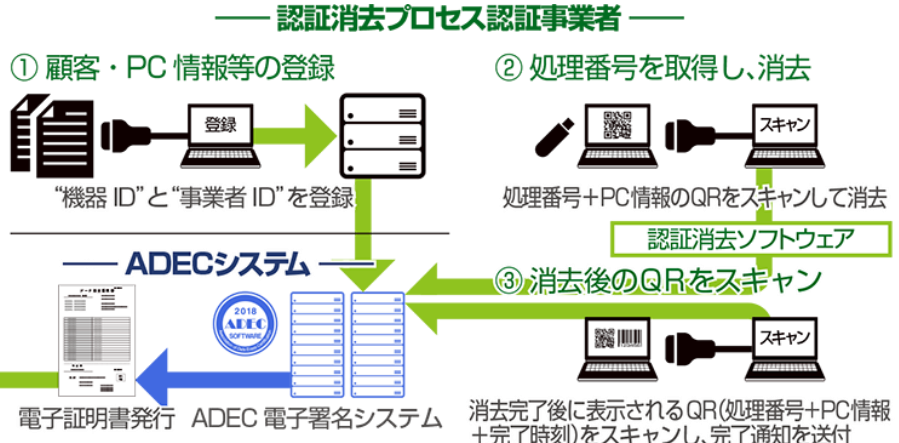 認証消去プロセス認証事業者
① 顧客・PC 情報等の登録
登録
“機器 ID”と“事業者 ID”を登録
② 処理番号を取得し、消去
スキャン
処理番号+PC情報のQRをスキャンして消去
認証消去ソフトウェア
③ 消去後のQRをスキャン
スキャン
消去完了後に表示されるQR(処理番号+PC情報
+完了時刻)をスキャンし、完了通知を送付
ADECシステム
2018
ADEC
SOFTWARE
電子証明書発行
ADEC 電子署名システム